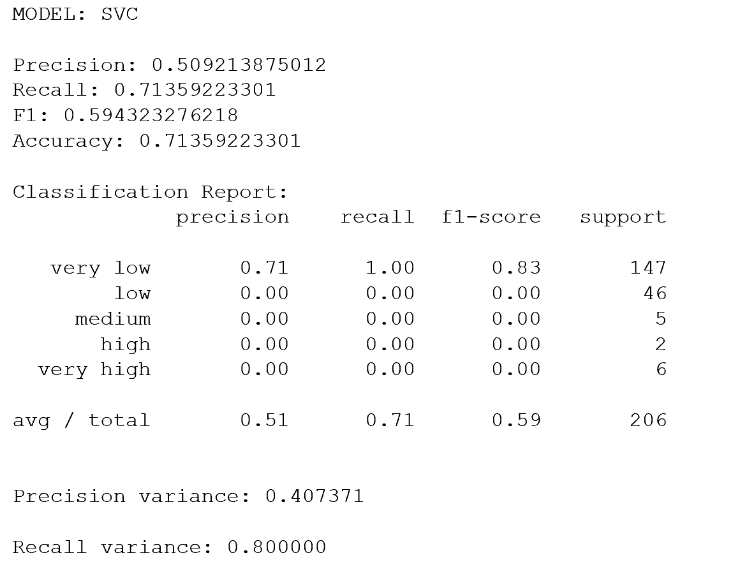 MODEL: SVC
Precision: 0.509213875012
Recall: 0.71359223301
F1: 0.594323276218
Accuracy: 0.71359223301
Classification Report:
precision recall f1-score support
very low 0.71 1.00 0.83 147
low 0.00 0.00 0.00 46
medium 0.00 0.00 0.00 5
high 0.00 0.00 0.00 2
very high 0.00 0.00 0.00 6
avg / total 0.51 0.71 0.59 206
Precision variance: 0.407371
Recall variance: 0.800000